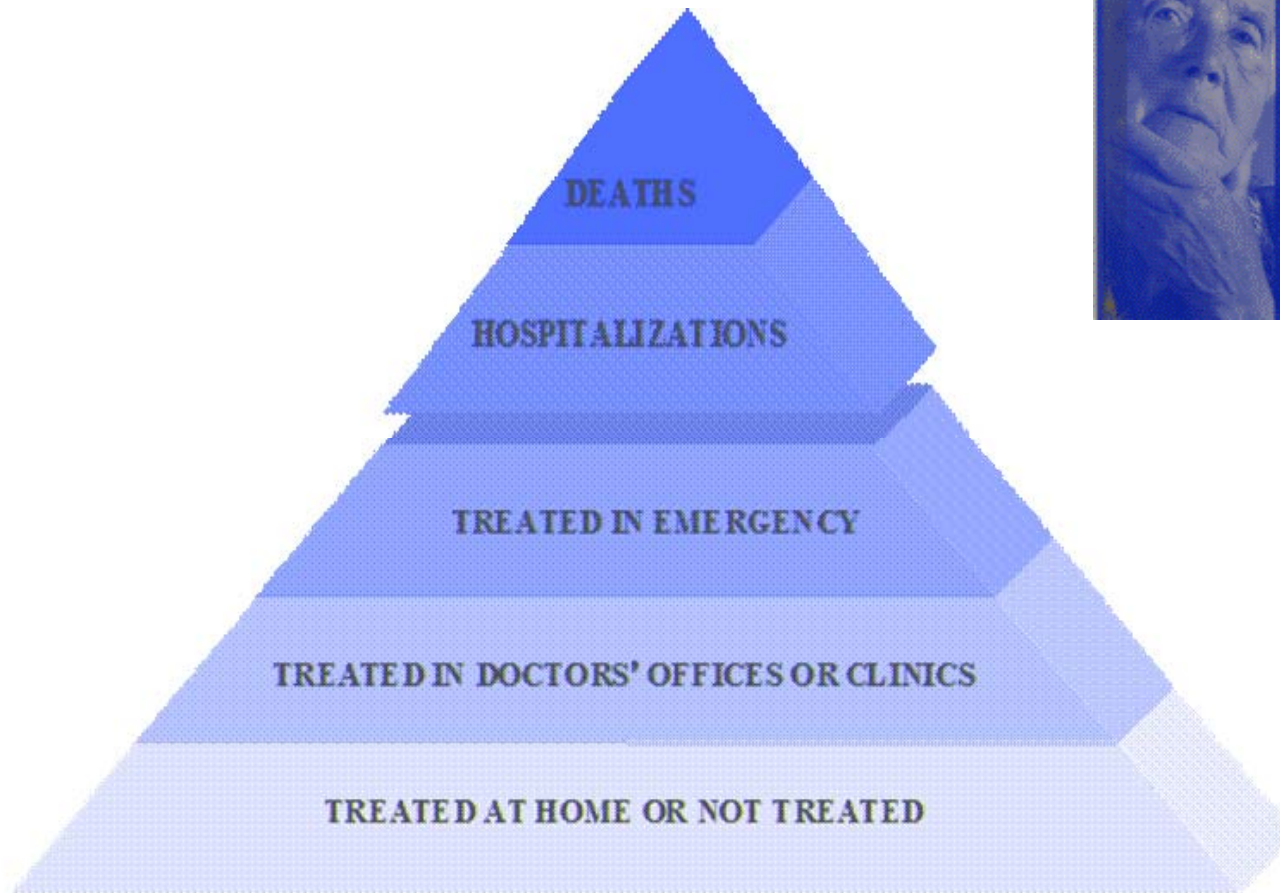 DEATHS
HOSPITALIZATIONS
TREATED IN EMERGENCY
TREATED IN DOCTORS' OFFICES OR CLINICS
TREATED AT HOME OR NOT TREATED